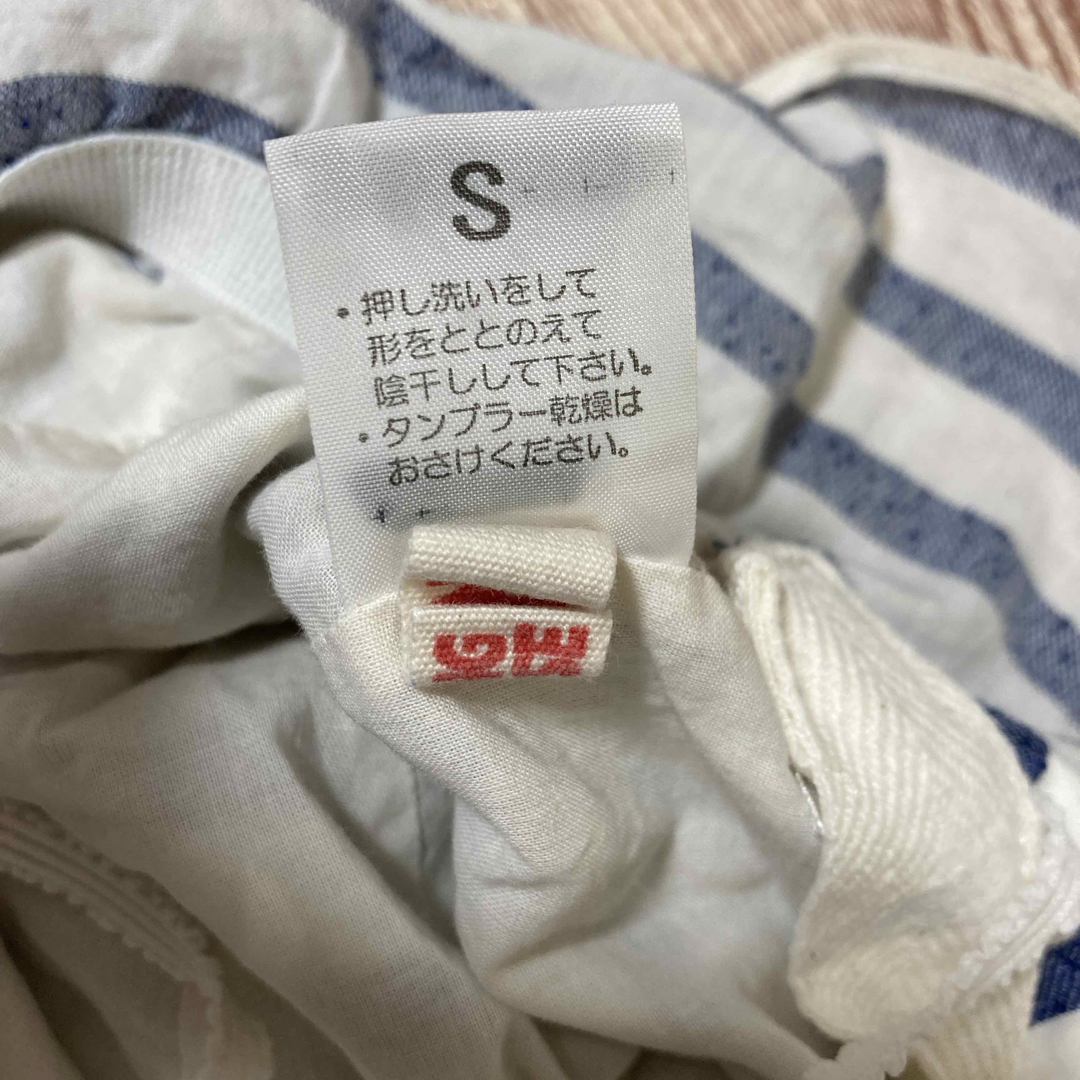 S
・押し洗いをして
形をととのえて
陰干しして下さい。
・タンブラー乾燥は
おさけください。